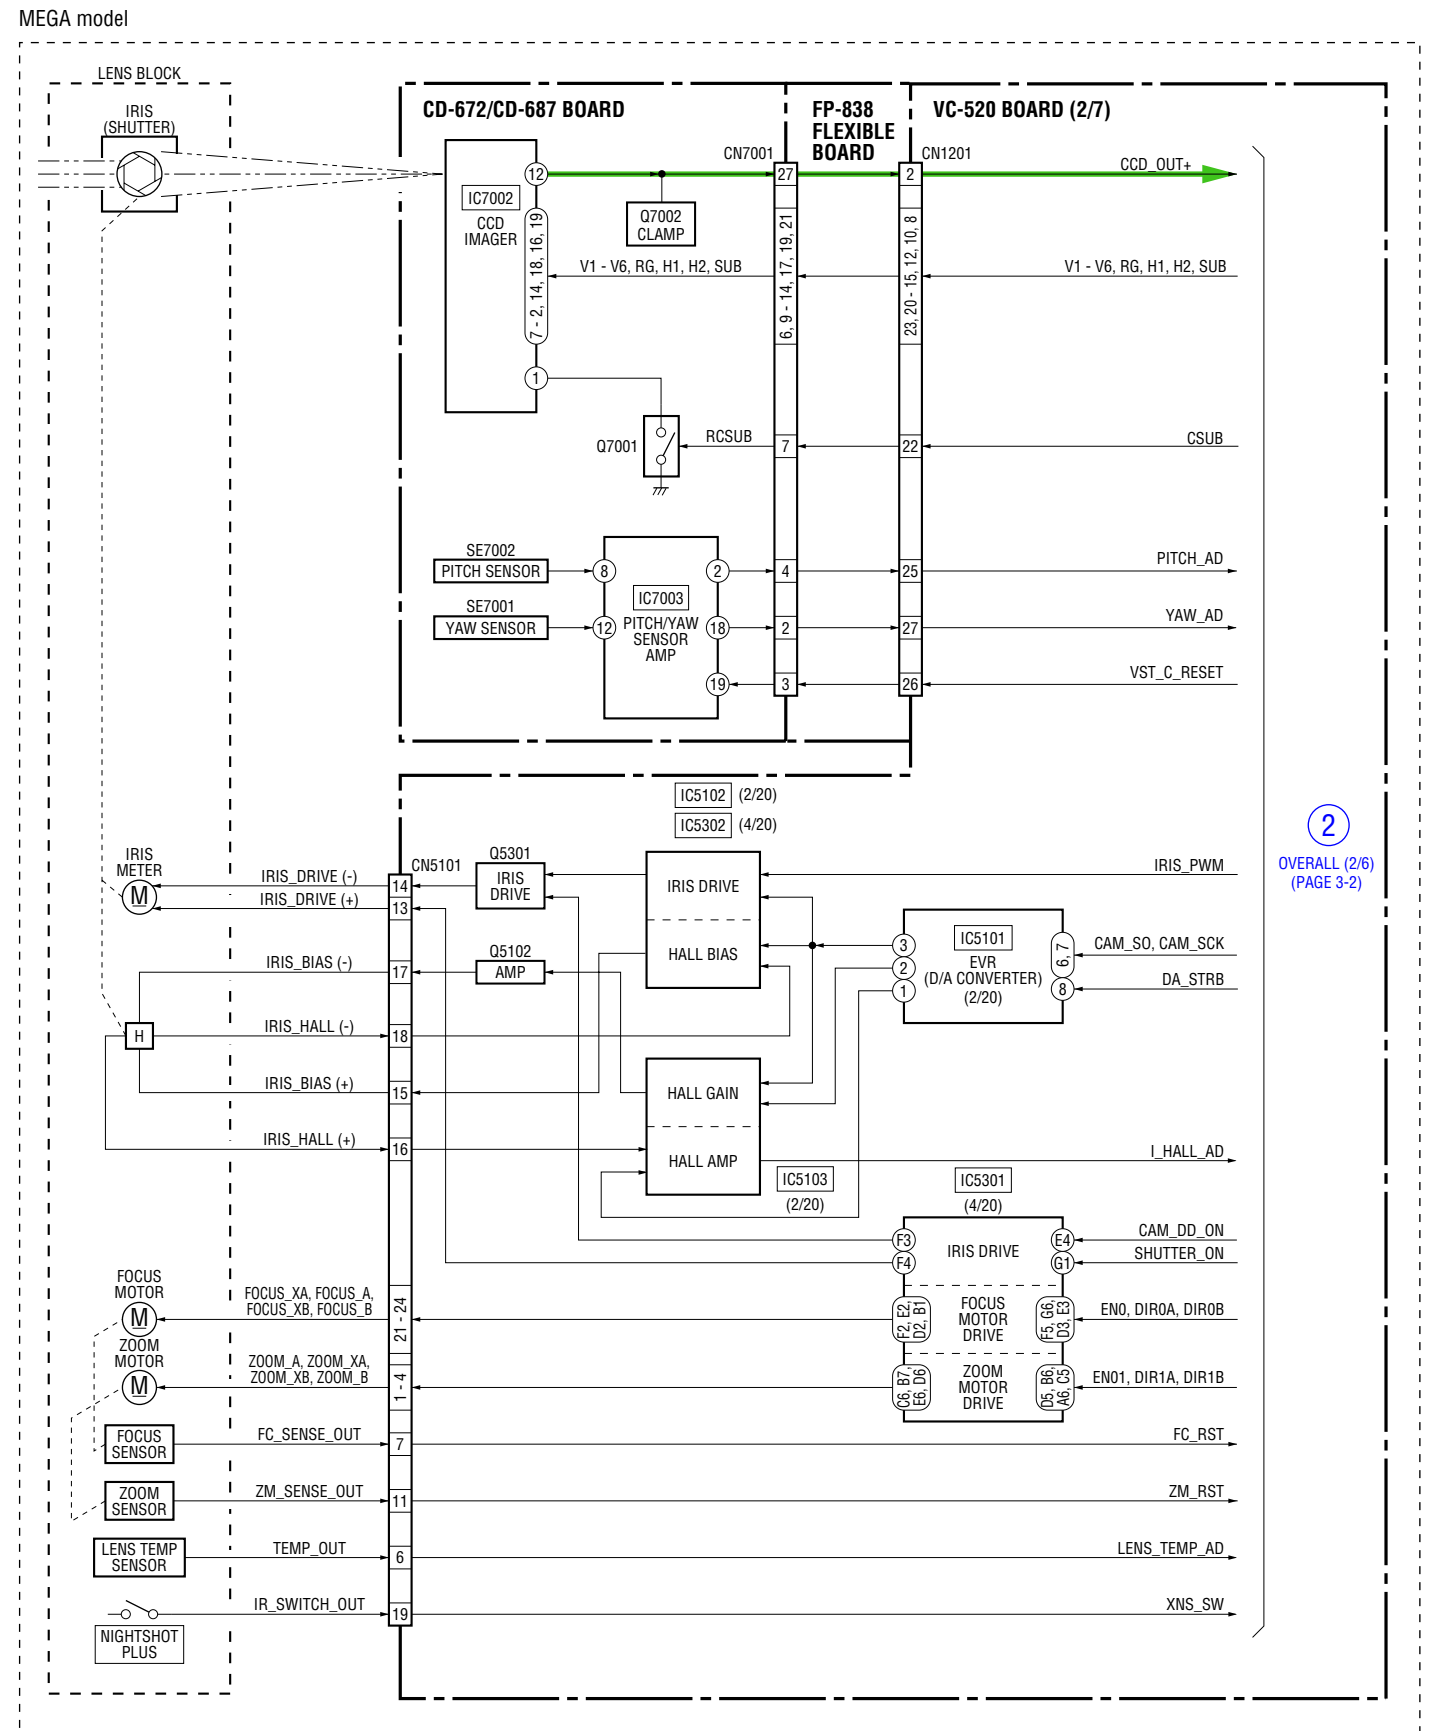 MEGA model
LENS BLOCK
IRIS
(SHUTTER)
CD-672/CD-687 BOARD
FP-838
FLEXIBLE
BOARD
VC-520 BOARD (2/7)
CN7001
CN1201
12
27
2
CCD_OUT+
IC7002
CCD
IMAGER
Q7002
CLAMP
7 - 2, 14, 18, 16, 19
6, 9 - 14, 17, 19, 21
23, 20 - 15, 12, 10, 8
V1 - V6, RG, H1, H2, SUB
V1 - V6, RG, H1, H2, SUB
1
Q7001
RCSUB
7
22
CSUB
SE7002
PITCH SENSOR
8
2
4
25
PITCH_AD
IC7003
PITCH/YAW
SENSOR
AMP
SE7001
YAW SENSOR
12
18
2
27
YAW_AD
19
3
26
VST_C_RESET
IC5102 (2/20)
IC5302 (4/20)
2
OVERALL (2/6)
(PAGE 3-2)
IRIS
METER
M
IRIS_DRIVE (-)
IRIS_DRIVE (+)
CN5101
14
13
Q5301
IRIS
DRIVE
IRIS DRIVE
HALL BIAS
IRIS_PWM
IC5101
EVR
(D/A CONVERTER)
(2/20)
3
2
1
6, 7
8
CAM_SO, CAM_SCK
DA_STRB
IRIS_BIAS (-)
17
Q5102
AMP
H
IRIS_HALL (-)
18
IRIS_BIAS (+)
15
HALL GAIN
HALL AMP
IRIS_HALL (+)
16
I_HALL_AD
IC5103
(2/20)
IC5301
(4/20)
F3
F4
IRIS DRIVE
E4
G1
CAM_DD_ON
SHUTTER_ON
FOCUS
MOTOR
M
FOCUS_XA, FOCUS_A,
FOCUS_XB, FOCUS_B
21 - 24
F2, E2,
D2, B1
FOCUS
MOTOR
DRIVE
F5, G6,
D3, E3
EN0, DIR0A, DIR0B
ZOOM
MOTOR
M
ZOOM_A, ZOOM_XA,
ZOOM_XB, ZOOM_B
1 - 4
C6, B7,
E6, D6
ZOOM
MOTOR
DRIVE
D5, B6,
A6, C5
EN01, DIR1A, DIR1B
FOCUS
SENSOR
FC_SENSE_OUT
7
FC_RST
ZOOM
SENSOR
ZM_SENSE_OUT
11
ZM_RST
LENS TEMP
SENSOR
TEMP_OUT
6
LENS_TEMP_AD
IR_SWITCH_OUT
19
XNS_SW
NIGHTSHOT
PLUS